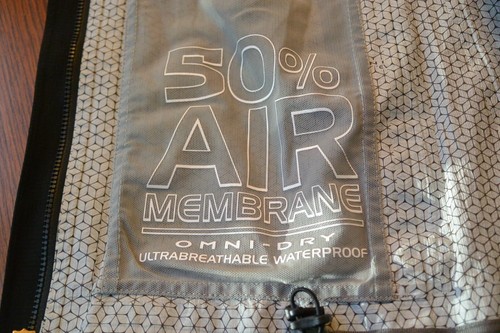 50%
AIR
MEMBRANE
OMNI-DRY
ULTRABREATHABLE WATERPROOF